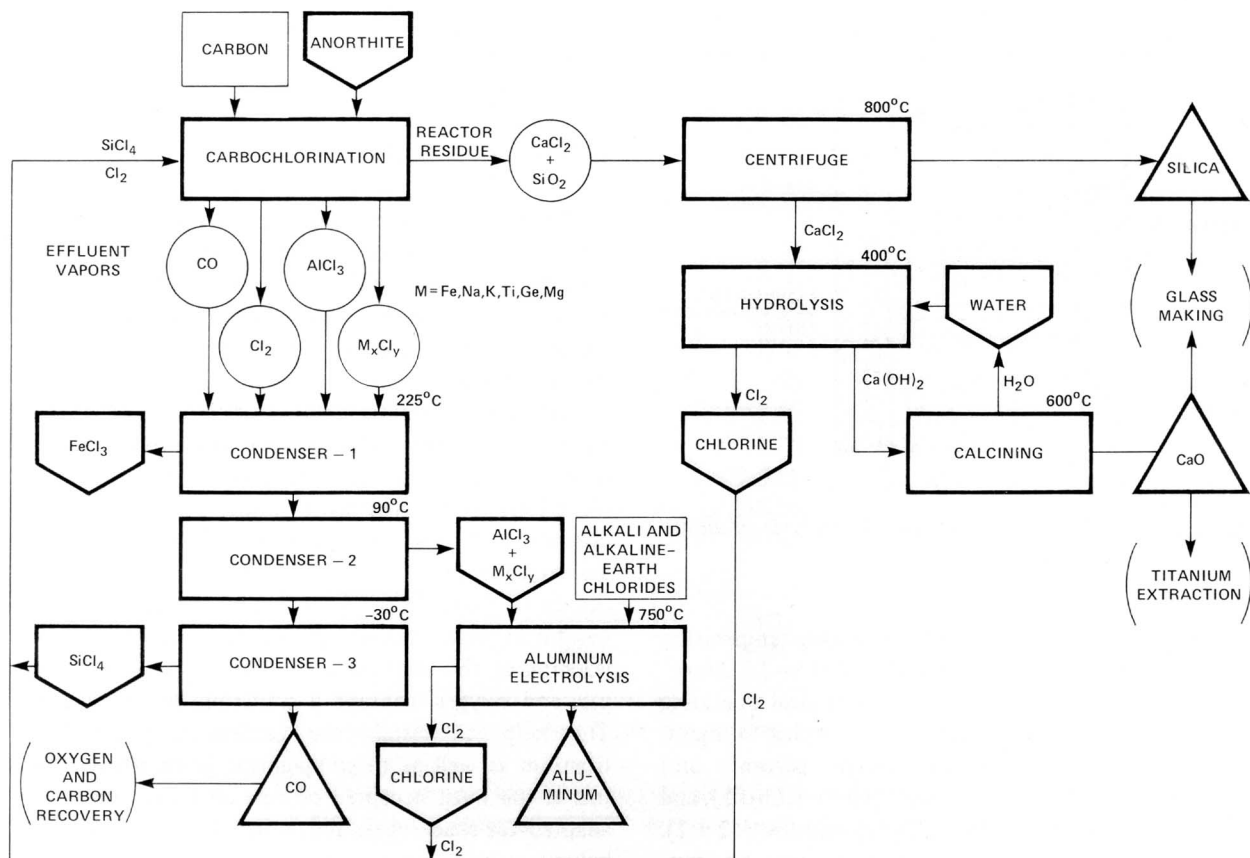 CARBON
ANORTHITE
SiCl₄
Cl₂
CARBOCHLORINATION
REACTOR
RESIDUE
CaCl₂
+
SiO₂
800°C
CENTRIFUGE
SILICA
EFFLUENT
VAPORS
CO
Cl₂
AlCl₃
MₓClᵧ
M = Fe,Na,K,Ti,Ge,Mg
CaCl₂
400°C
HYDROLYSIS
WATER
(GLASS
MAKING)
Cl₂
Ca(OH)₂
H₂O
600°C
CHLORINE
CALCINING
CaO
225°C
FeCl₃
CONDENSER – 1
90°C
CONDENSER – 2
AlCl₃
+
MₓClᵧ
ALKALI AND
ALKALINE-
EARTH
CHLORIDES
(TITANIUM
EXTRACTION)
–30°C
SiCl₄
CONDENSER – 3
750°C
ALUMINUM
ELECTROLYSIS
Cl₂
(OXYGEN
AND
CARBON
RECOVERY)
CO
Cl₂
CHLORINE
ALU-
MINUM
Cl₂